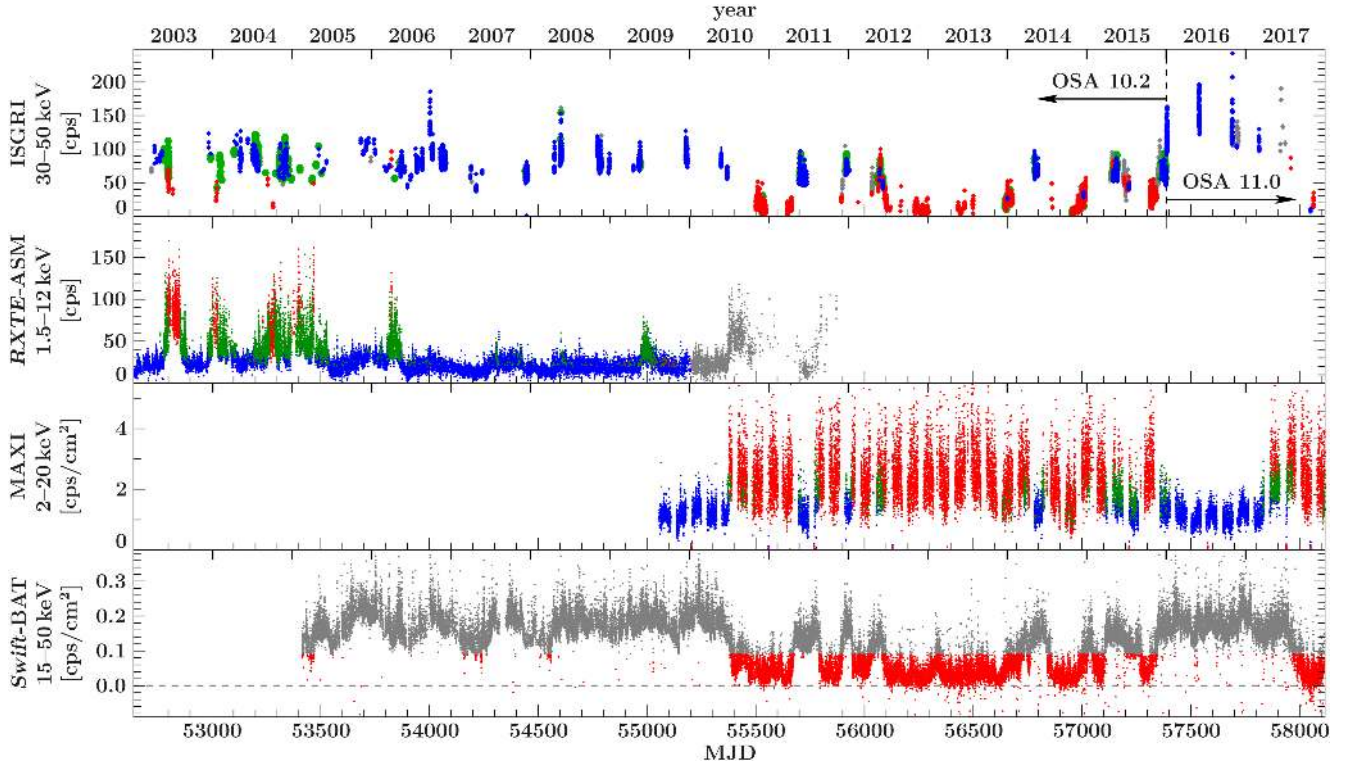 year
2003 2004 2005 2006 2007 2008 2009 2010 2011 2012 2013 2014 2015 2016 2017
ISGRI
30–50 keV
[cps]
200
150
100
50
0
OSA 10.2
OSA 11.0
RXTE-ASM
1.5–12 keV
[cps]
150
100
50
0
MAXI
2–20 keV
[cps/cm²]
4
2
0
Swift-BAT
15–50 keV
[cps/cm²]
0.3
0.2
0.1
0.0
53000 53500 54000 54500 55000 55500 56000 56500 57000 57500 58000
MJD